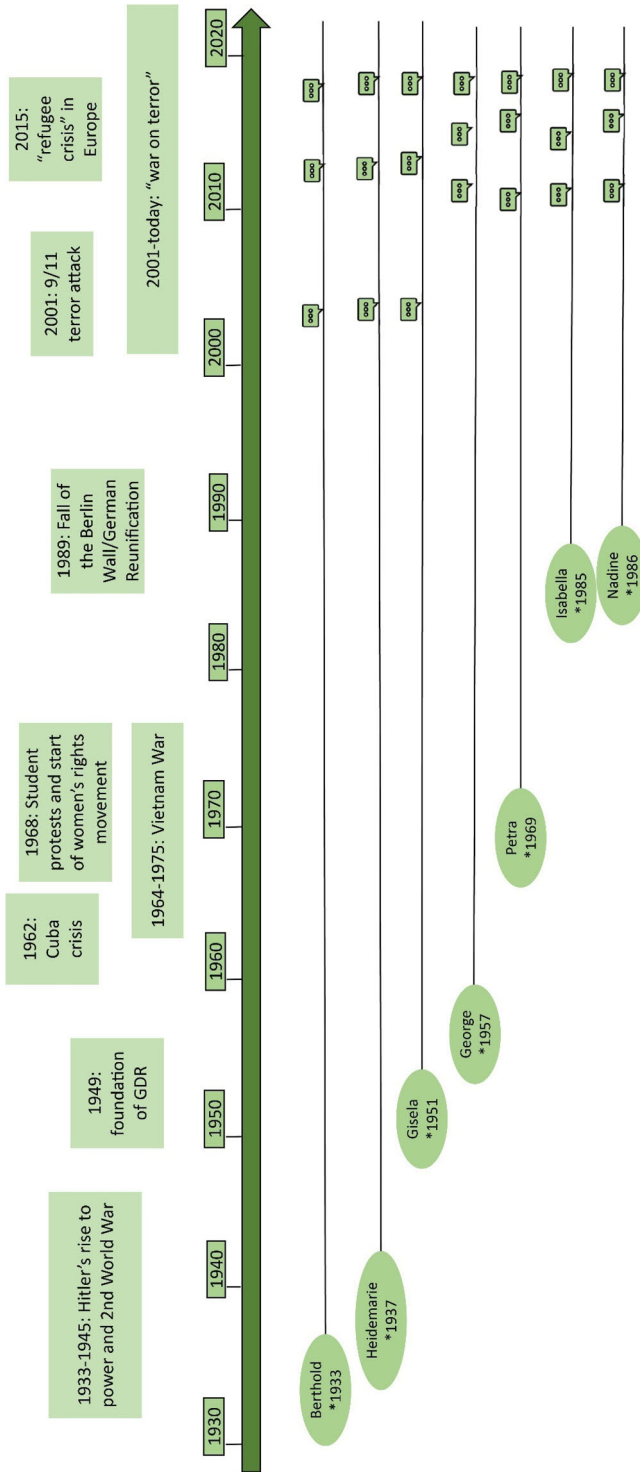 1933-1945: Hitler's rise to
power and 2nd World War
1949:
foundation
of GDR
1962:
Cuba
crisis
1968: Student
protests and start
of women's rights
movement
1964-1975: Vietnam War
1989: Fall of
the Berlin
Wall/German
Reunification
2001: 9/11
terror attack
2015:
“refugee
crisis” in
Europe
2001-today: “war on terror”
1930
1940
1950
1960
1970
1980
1990
2000
2010
2020
Berthold
*1933
Heidemarie
*1937
Gisela
*1951
George
*1957
Petra
*1969
Isabella
*1985
Nadine
*1986